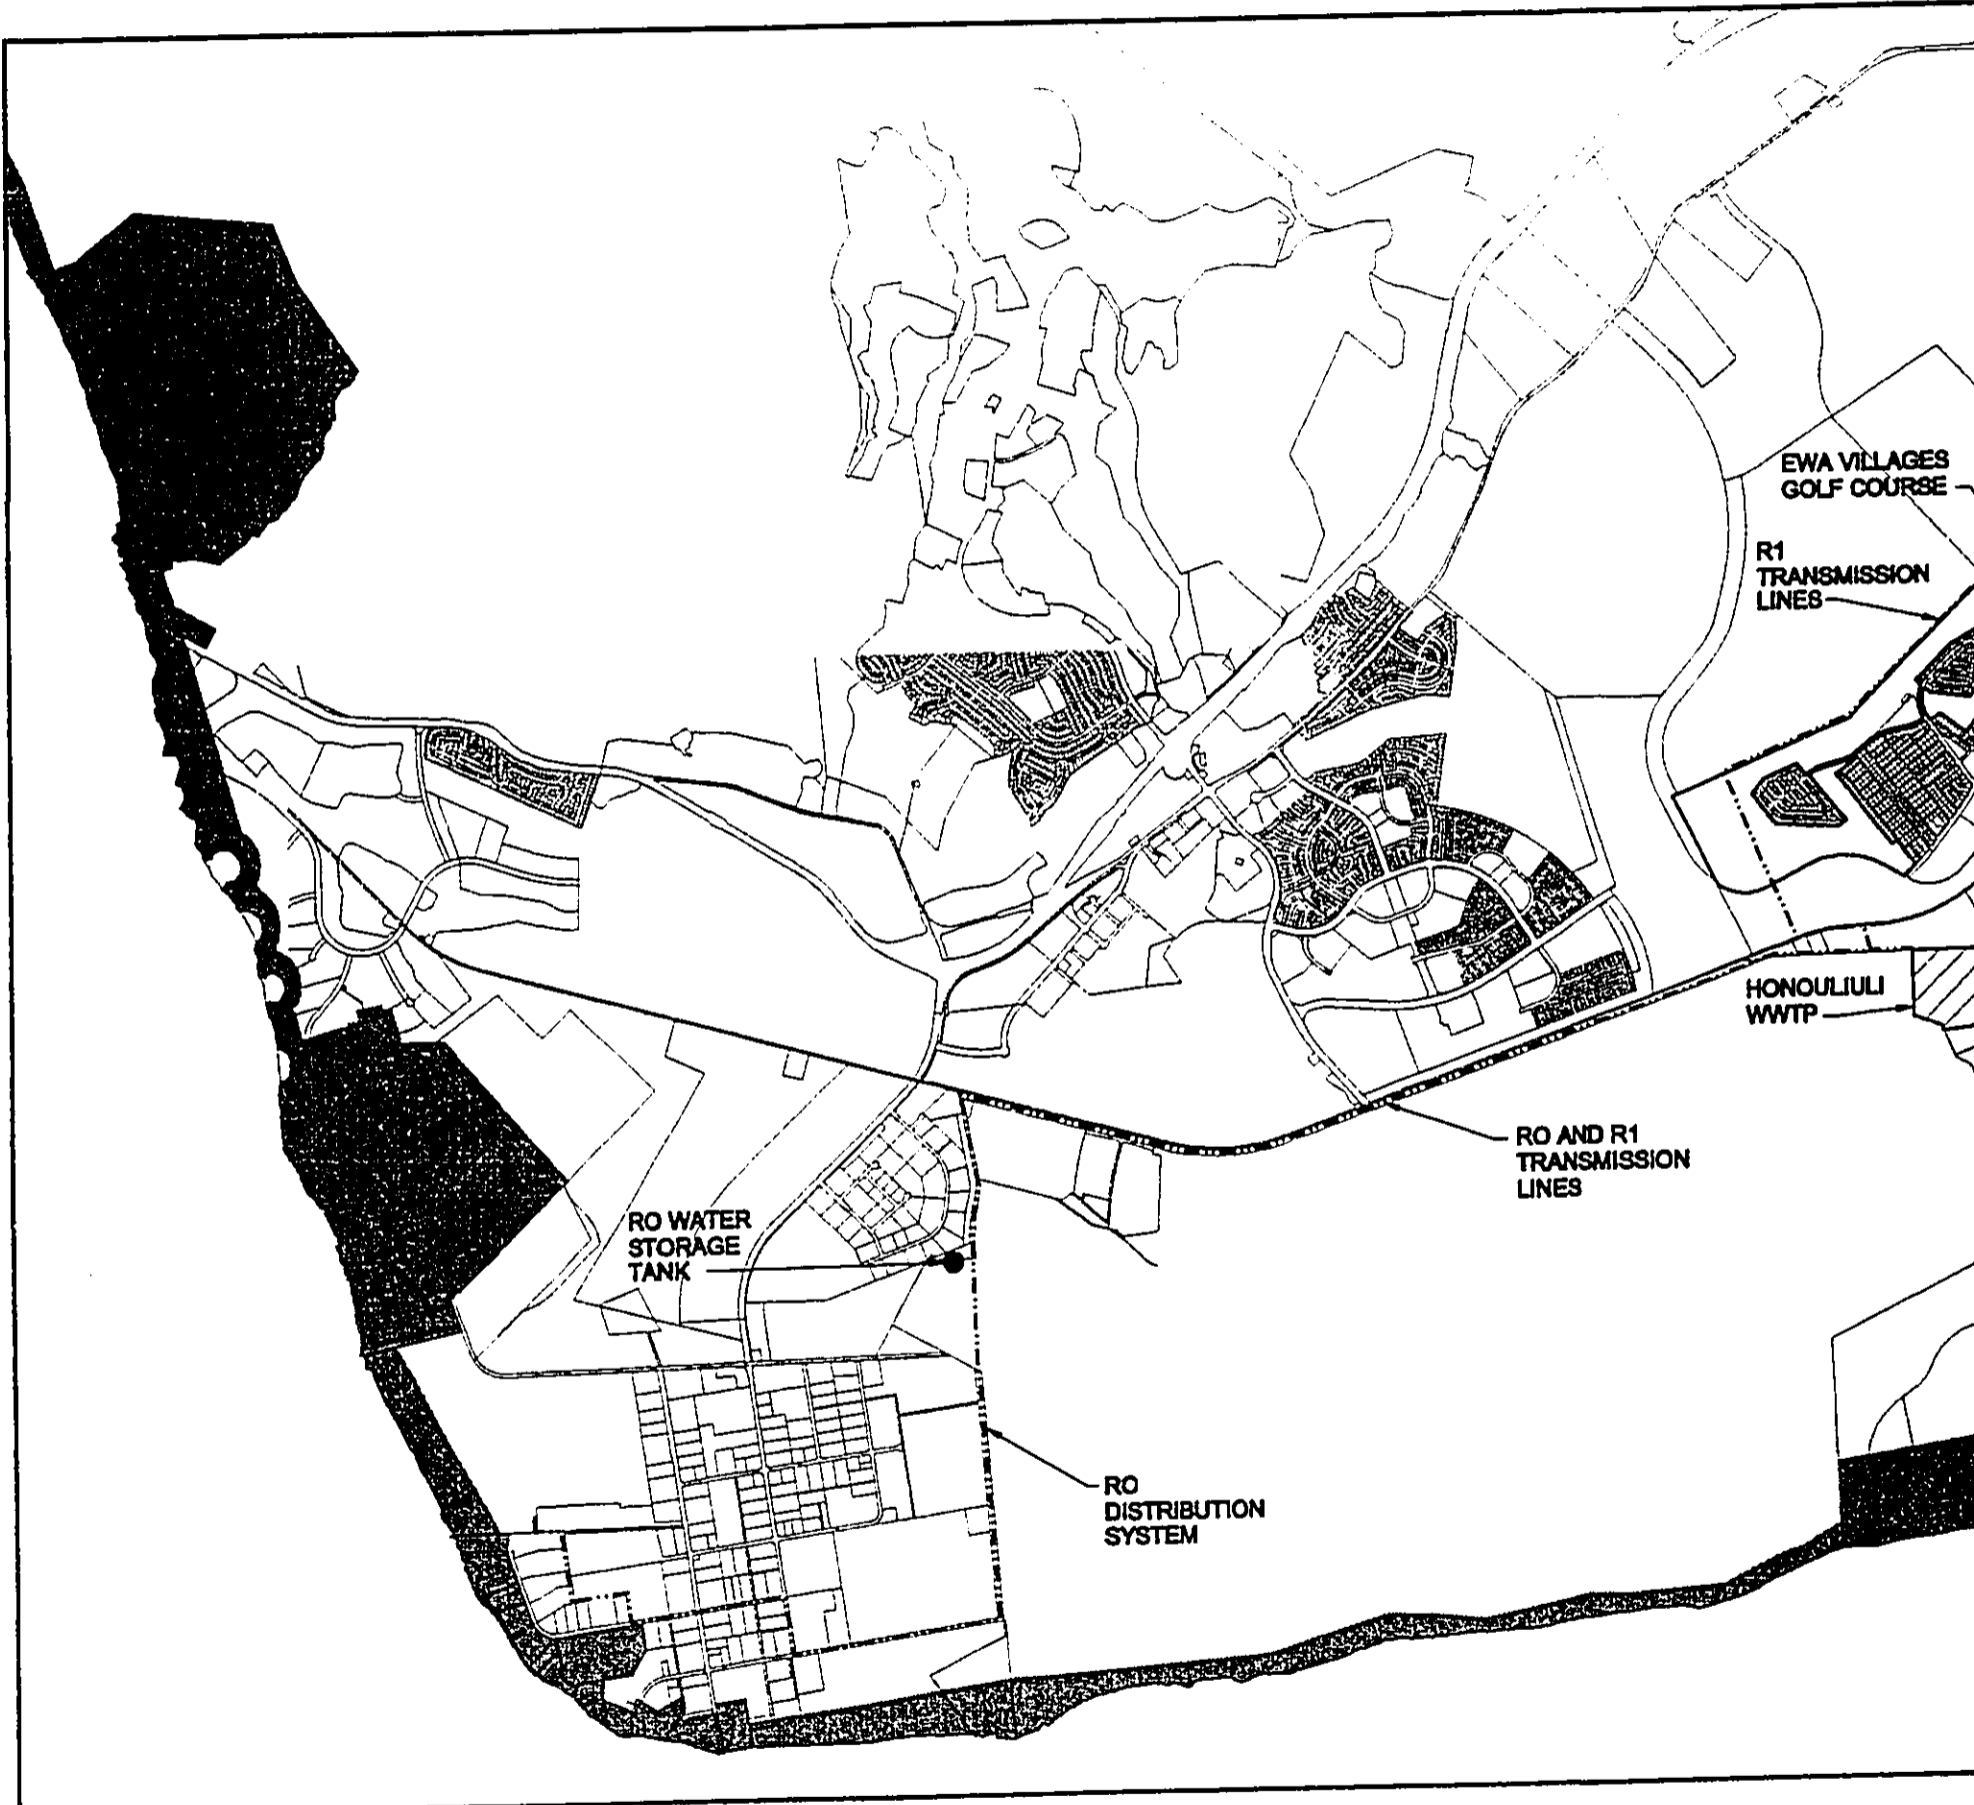 EWA VILLAGES
GOLF COURSE
R1
TRANSMISSION
LINES
HONOULIULI
WWTP
RO AND R1
TRANSMISSION
LINES
RO WATER
STORAGE
TANK
RO
DISTRIBUTION
SYSTEM